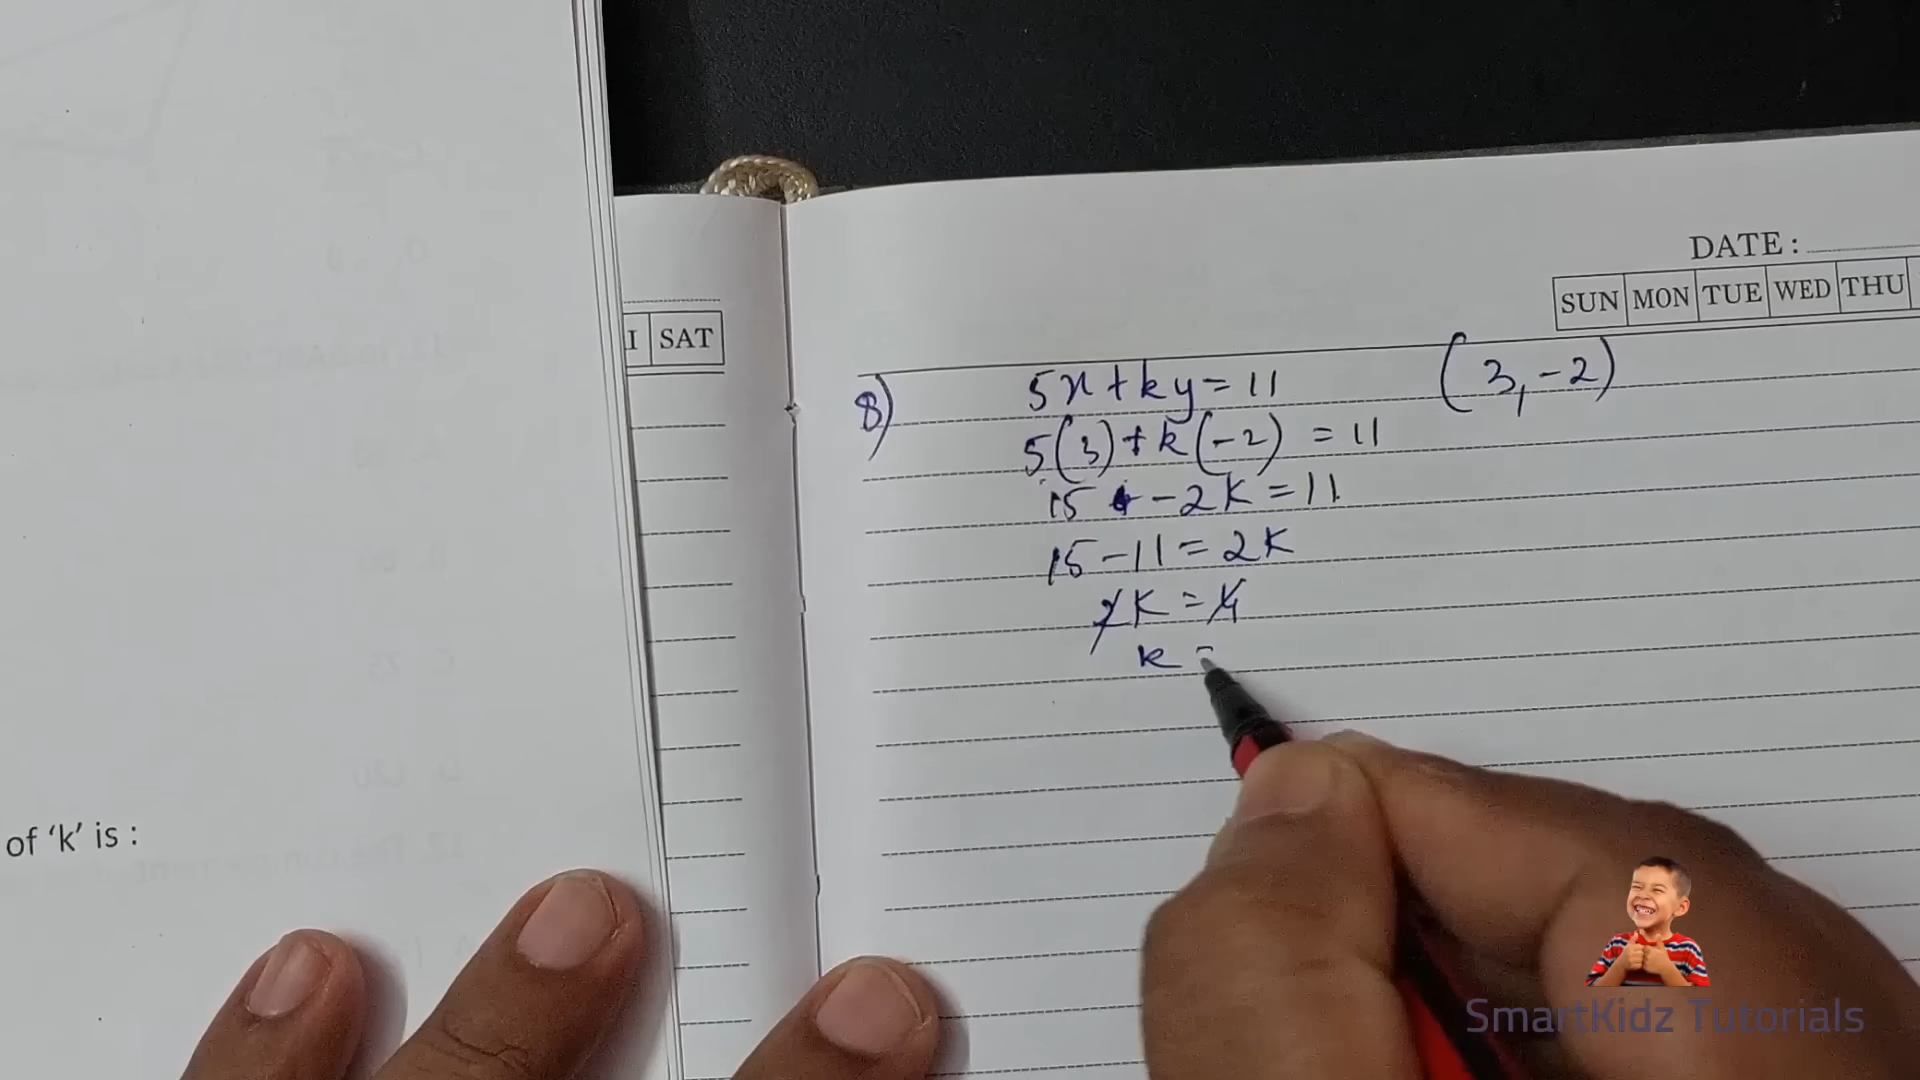 DATE :
SUN MON TUE WED THU
I SAT
8) 5x+ky=11 (3,-2)
5(3)+k(-2) = 11
15 -2K=11
15-11=2K
2K=4
k =
of ‘k’ is :
SmartKidz Tutorials